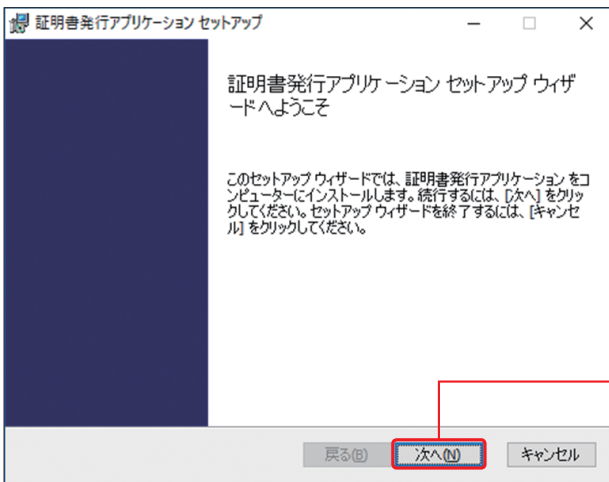 証明書発行アプリケーション セットアップ
証明書発行アプリケーション セットアップ ウィザ
ードへようこそ
このセットアップ ウィザードでは、証明書発行アプリケーション をコ
ンピューターにインストールします。続行するには、[次へ] をクリッ
クしてください。セットアップ ウィザードを終了するには、[キャンセ
ル] をクリックしてください。
戻る(B) 次へ(N) キャンセル